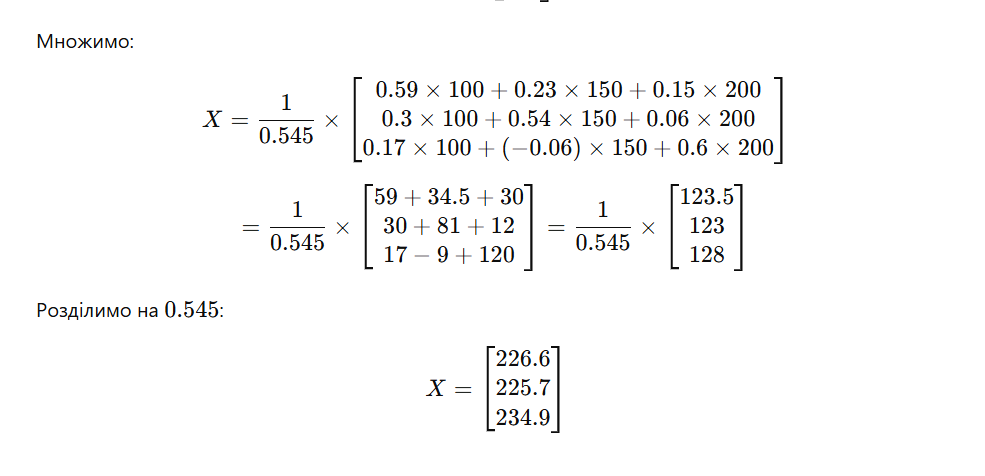 Множимо:
X = 1/0.545 × [0.59 × 100 + 0.23 × 150 + 0.15 × 200
0.3 × 100 + 0.54 × 150 + 0.06 × 200
0.17 × 100 + (−0.06) × 150 + 0.6 × 200]
= 1/0.545 × [59 + 34.5 + 30
30 + 81 + 12
17 − 9 + 120] = 1/0.545 × [123.5
123
128]
Розділимо на 0.545:
X = [226.6
225.7
234.9]